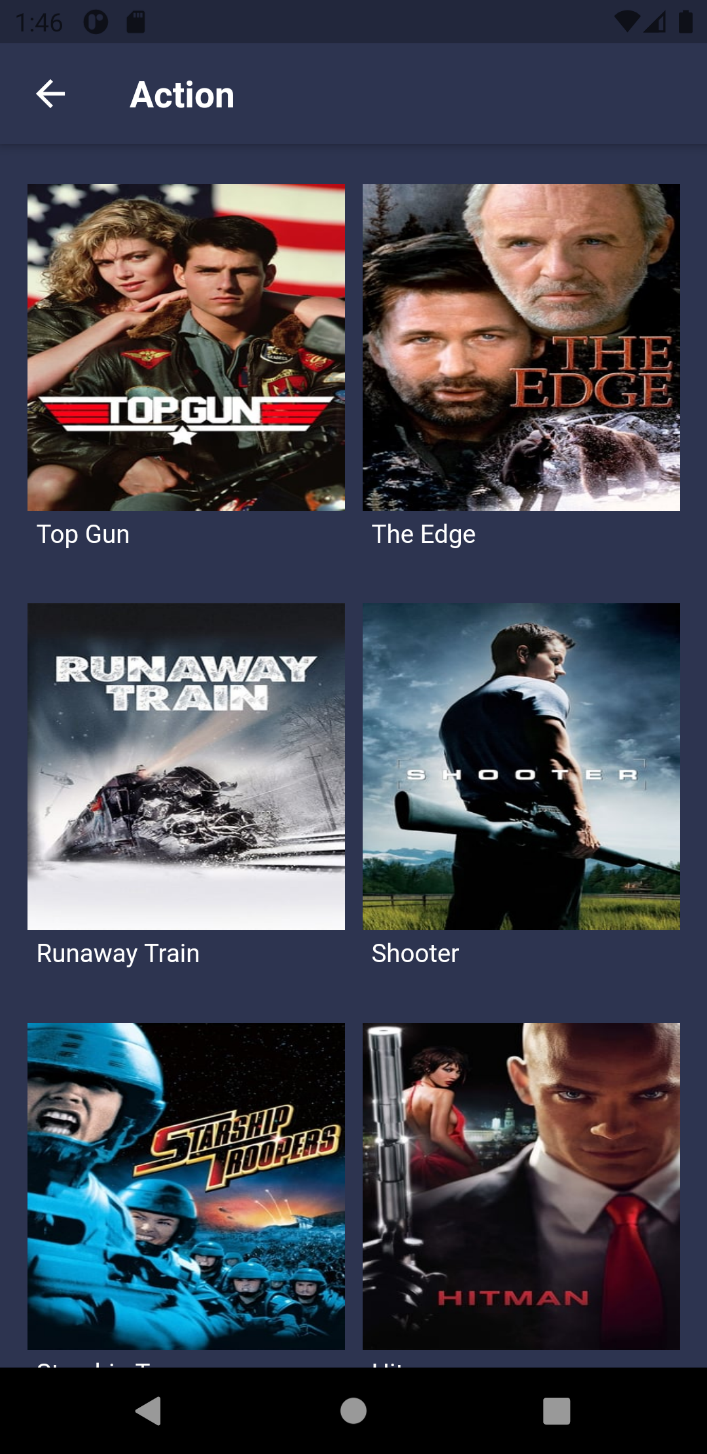 1:46
Action
TOP GUN
THE
EDGE
Top Gun
The Edge
RUNAWAY
TRAIN
SHOOTER
Runaway Train
Shooter
STARSHIP
TROOPERS
HITMAN